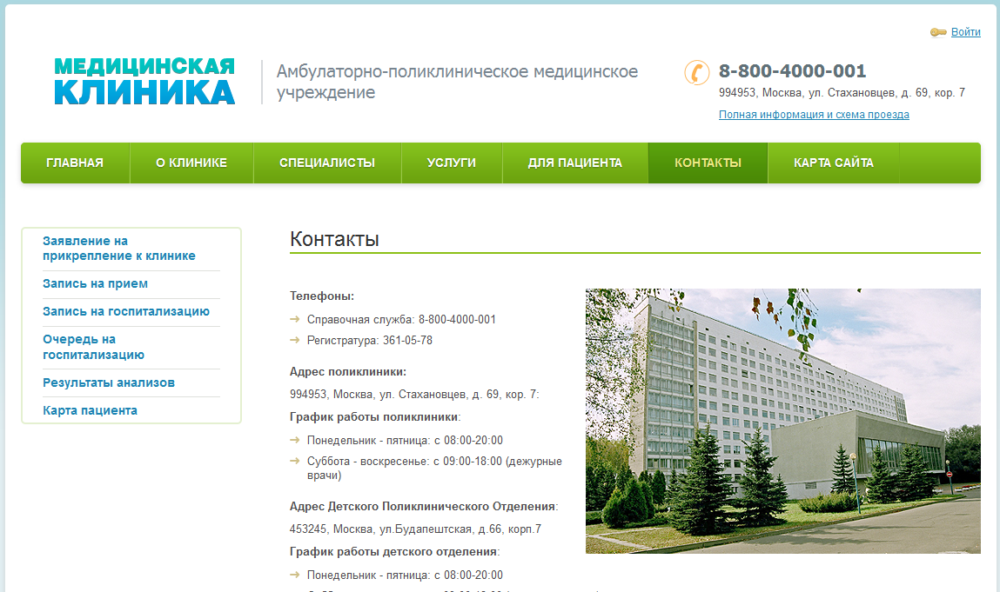 Войти
МЕДИЦИНСКАЯ
КЛИНИКА
Амбулаторно-поликлиническое медицинское
учреждение
8-800-4000-001
994953, Москва, ул. Стахановцев, д. 69, кор. 7
Полная информация и схема проезда
ГЛАВНАЯ О КЛИНИКЕ СПЕЦИАЛИСТЫ УСЛУГИ ДЛЯ ПАЦИЕНТА КОНТАКТЫ КАРТА САЙТА
Заявление на
прикрепление к клинике
Запись на прием
Запись на госпитализацию
Очередь на
госпитализацию
Результаты анализов
Карта пациента
Контакты
Телефоны:
Справочная служба: 8-800-4000-001
Регистратура: 361-05-78
Адрес поликлиники:
994953, Москва, ул. Стахановцев, д. 69, кор. 7:
График работы поликлиники:
Понедельник - пятница: с 08:00-20:00
Суббота - воскресенье: с 09:00-18:00 (дежурные
врачи)
Адрес Детского Поликлинического Отделения:
453245, Москва, ул.Будапештская, д.66, корп.7
График работы детского отделения:
Понедельник - пятница: с 08:00-20:00